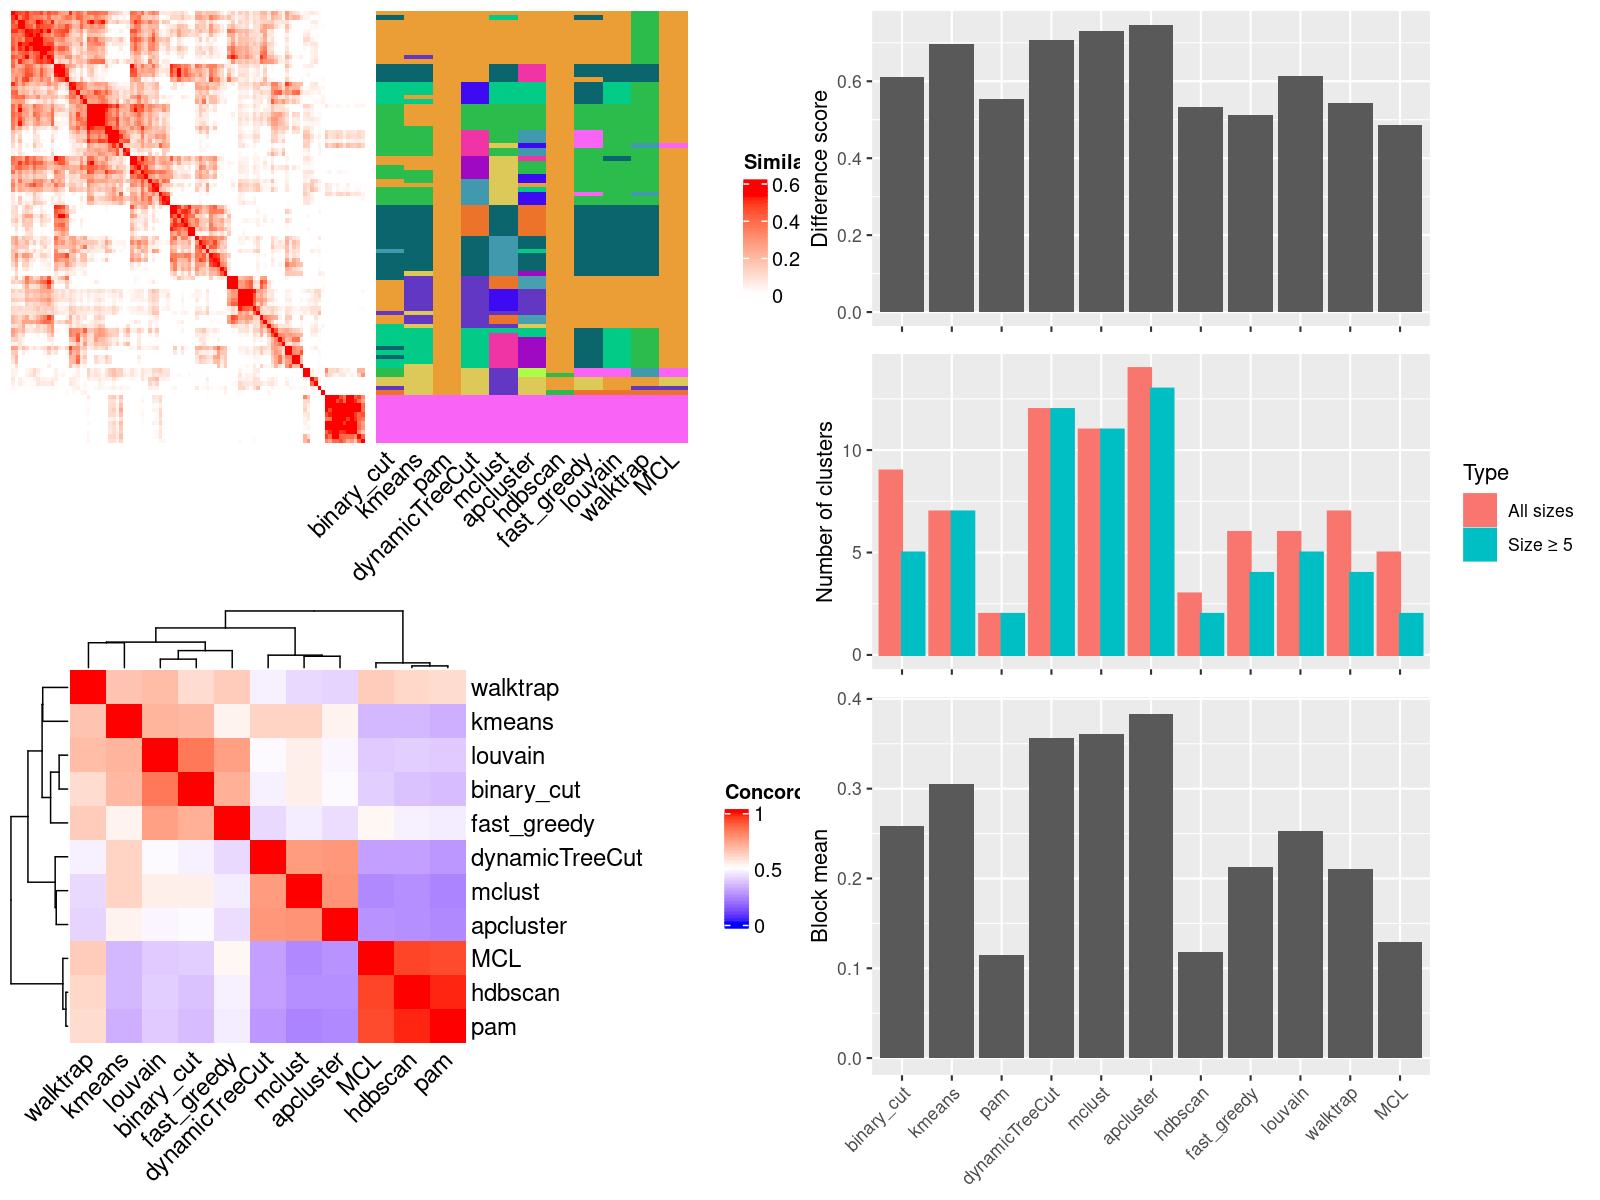 Simila
0.6
0.4
0.2
0
binary_cut
kmeans
pam
dynamicTreeCut
mclust
apcluster
hdbscan
fast_greedy
louvain
walktrap
MCL
walktrap
kmeans
louvain
binary_cut
fast_greedy
dynamicTreeCut
mclust
apcluster
MCL
hdbscan
pam
walktrap
kmeans
louvain
binary_cut
fast_greedy
dynamicTreeCut
mclust
apcluster
MCL
hdbscan
pam
Concord
1
0.5
0
Difference score
0.6
0.4
0.2
0.0
Number of clusters
10
5
0
Type
All sizes
Size ≥ 5
Block mean
0.4
0.3
0.2
0.1
0.0
binary_cut
kmeans
pam
dynamicTreeCut
mclust
apcluster
hdbscan
fast_greedy
louvain
walktrap
MCL